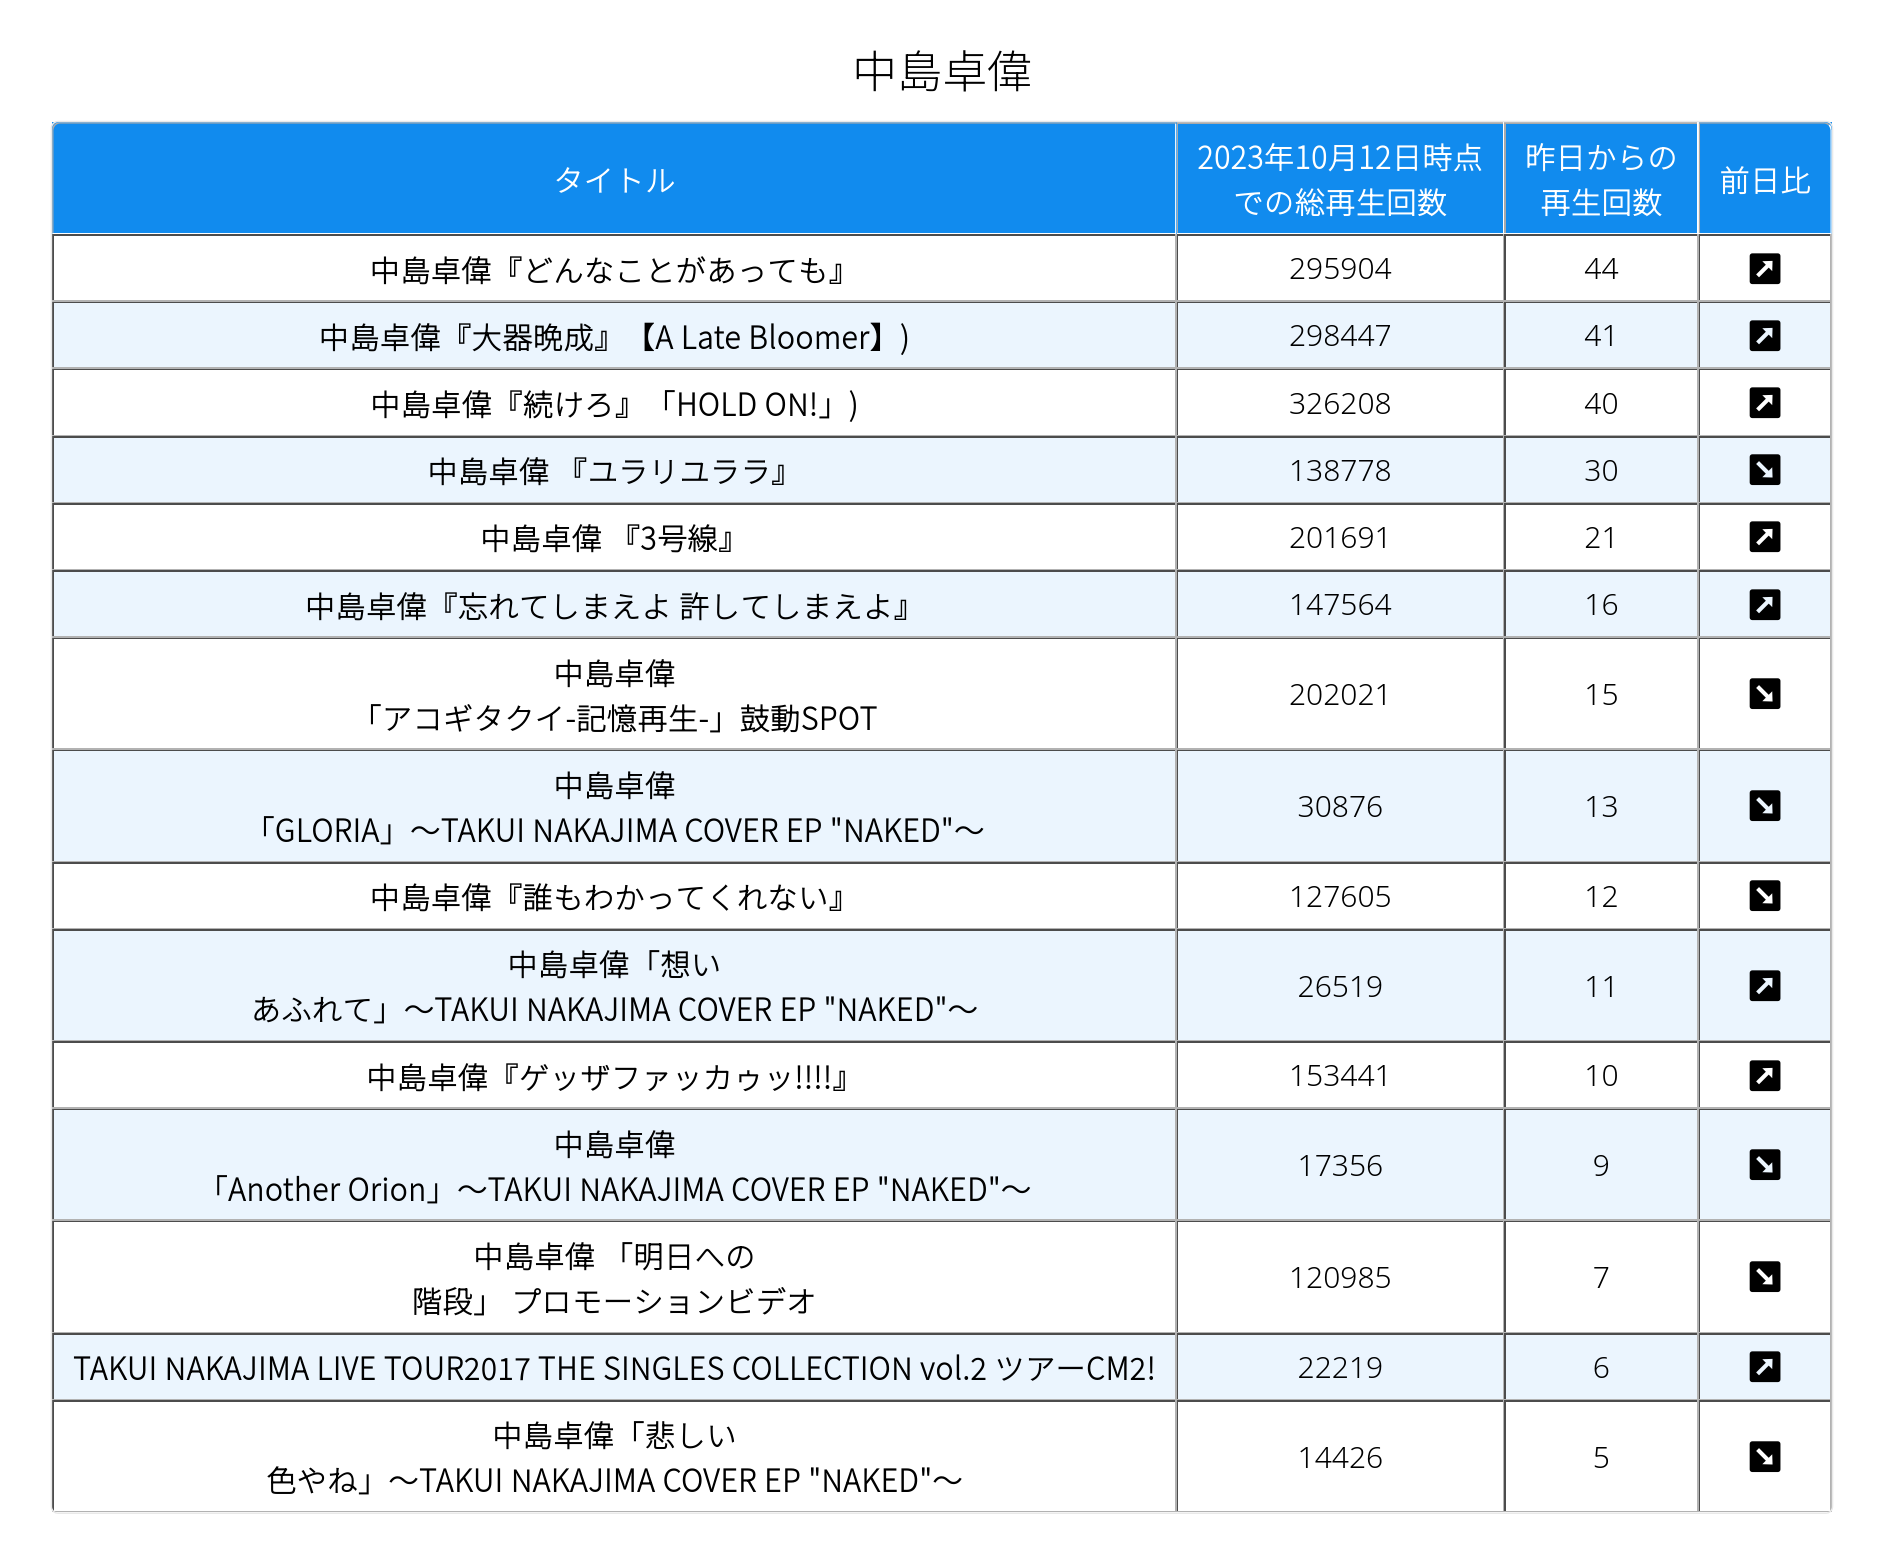 中島卓偉
タイトル
2023年10月12日時点
での総再生回数
昨日からの
再生回数
前日比
中島卓偉『どんなことがあっても』 295904 44 ↗
中島卓偉『大器晩成』【A Late Bloomer】) 298447 41 ↗
中島卓偉『続けろ』「HOLD ON!」) 326208 40 ↗
中島卓偉 『ユラリユララ』 138778 30 ↘
中島卓偉 『3号線』 201691 21 ↗
中島卓偉『忘れてしまえよ 許してしまえよ』 147564 16 ↗
中島卓偉
「アコギタクイ-記憶再生-」鼓動SPOT 202021 15 ↘
中島卓偉
「GLORIA」〜TAKUI NAKAJIMA COVER EP "NAKED"〜 30876 13 ↘
中島卓偉『誰もわかってくれない』 127605 12 ↘
中島卓偉「想い
あふれて」〜TAKUI NAKAJIMA COVER EP "NAKED"〜 26519 11 ↗
中島卓偉『ゲッザファッカゥッ!!!!』 153441 10 ↗
中島卓偉
「Another Orion」〜TAKUI NAKAJIMA COVER EP "NAKED"〜 17356 9 ↘
中島卓偉 「明日への
階段」 プロモーションビデオ 120985 7 ↘
TAKUI NAKAJIMA LIVE TOUR2017 THE SINGLES COLLECTION vol.2 ツアーCM2! 22219 6 ↗
中島卓偉「悲しい
色やね」〜TAKUI NAKAJIMA COVER EP "NAKED"〜 14426 5 ↘